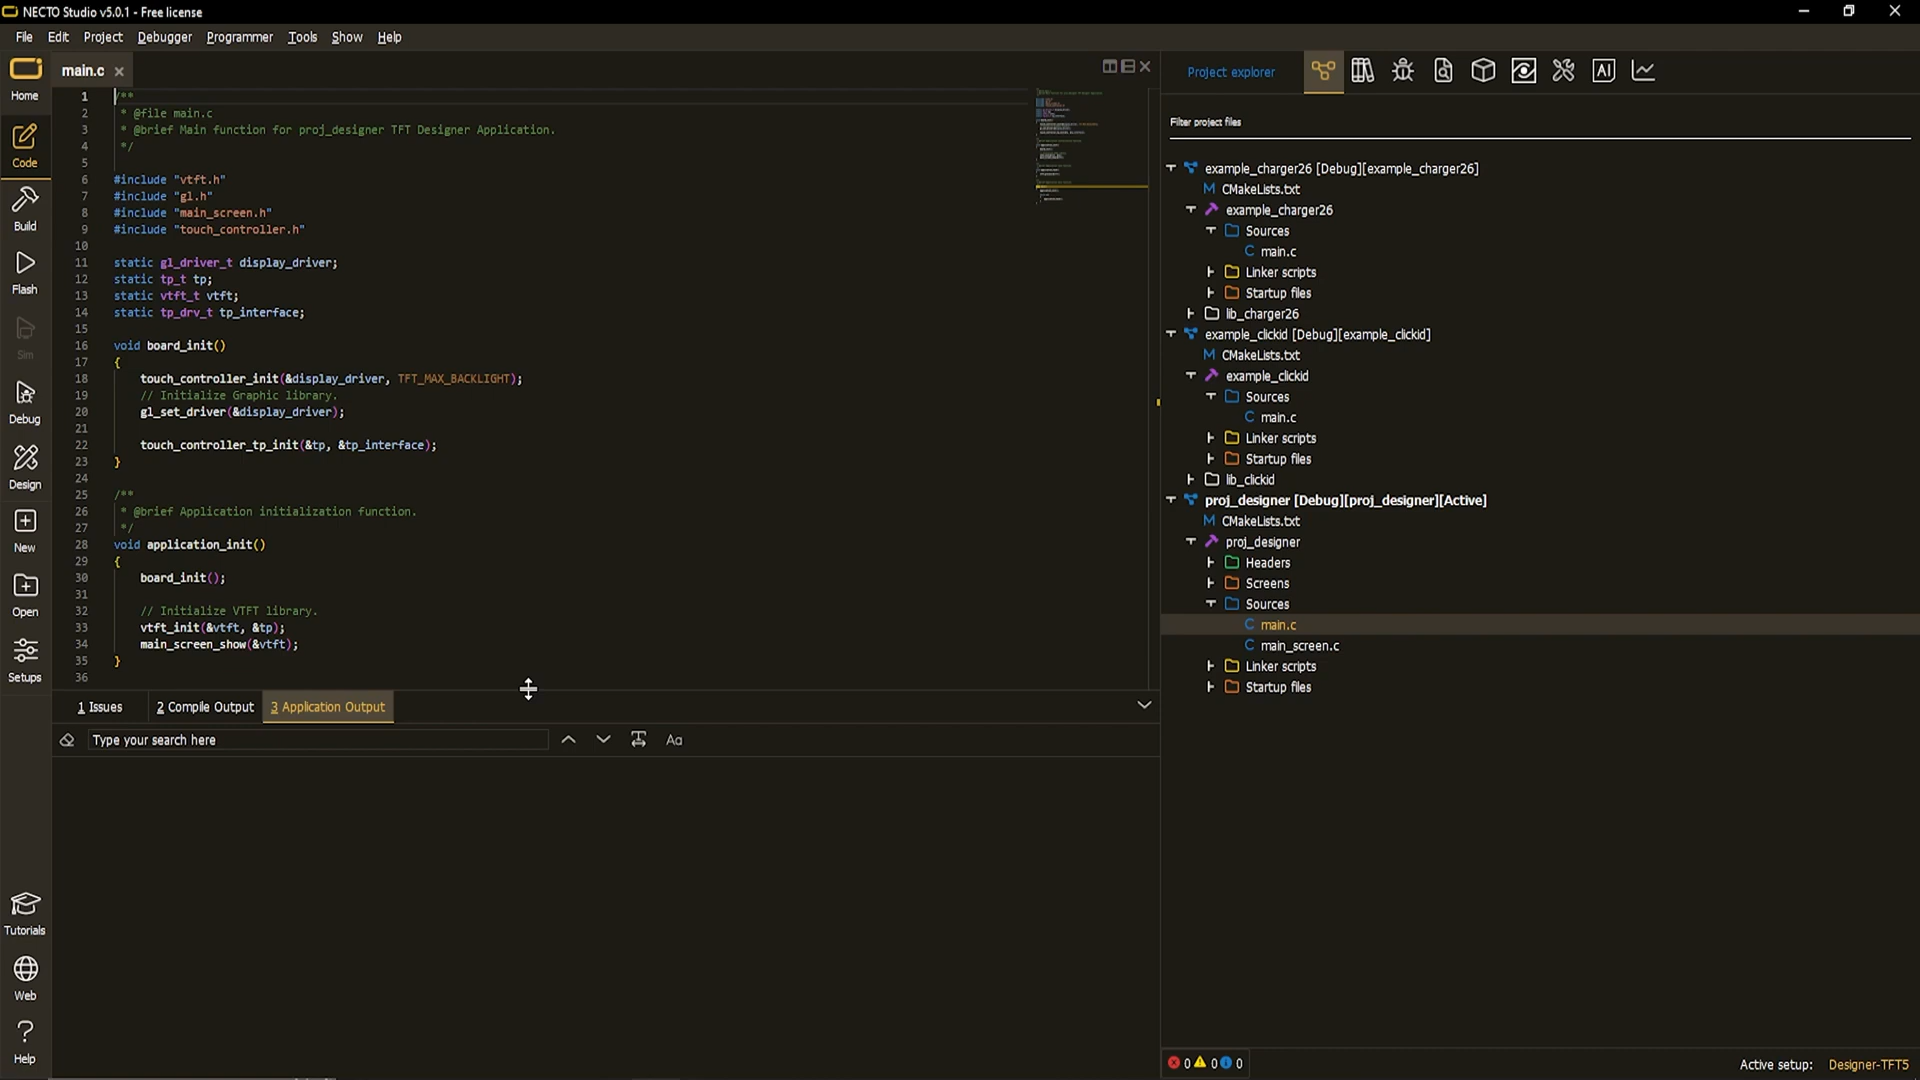 NECTO Studio v5.0.1 - Free license
File Edit Project Debugger Programmer Tools Show Help
Home
Code
Build
Flash
Sim
Debug
Design
New
Open
Setups
Tutorials
Web
Help
main.c
1 /**
2 * @file main.c
3 * @brief Main function for proj_designer TFT Designer Application.
4 */
5
6 #include "vtft.h"
7 #include "gl.h"
8 #include "main_screen.h"
9 #include "touch_controller.h"
10
11 static gl_driver_t display_driver;
12 static tp_t tp;
13 static vtft_t vtft;
14 static tp_drv_t tp_interface;
15
16 void board_init()
17 {
18 touch_controller_init(&display_driver, TFT_MAX_BACKLIGHT);
19 // Initialize Graphic library.
20 gl_set_driver(&display_driver);
21
22 touch_controller_tp_init(&tp, &tp_interface);
23 }
24
25 /**
26 * @brief Application initialization function.
27 */
28 void application_init()
29 {
30 board_init();
31
32 // Initialize VTFT library.
33 vtft_init(&vtft, &tp);
34 main_screen_show(&vtft);
35 }
36
1 Issues 2 Compile Output 3 Application Output
Type your search here Aa
Project explorer AI
Filter project files
example_charger26 [Debug][example_charger26]
M CMakeLists.txt
example_charger26
Sources
C main.c
Linker scripts
Startup files
lib_charger26
example_clickid [Debug][example_clickid]
M CMakeLists.txt
example_clickid
Sources
C main.c
Linker scripts
Startup files
lib_clickid
proj_designer [Debug][proj_designer][Active]
M CMakeLists.txt
proj_designer
Headers
Screens
Sources
C main.c
C main_screen.c
Linker scripts
Startup files
0 0 0
Active setup: Designer-TFT5